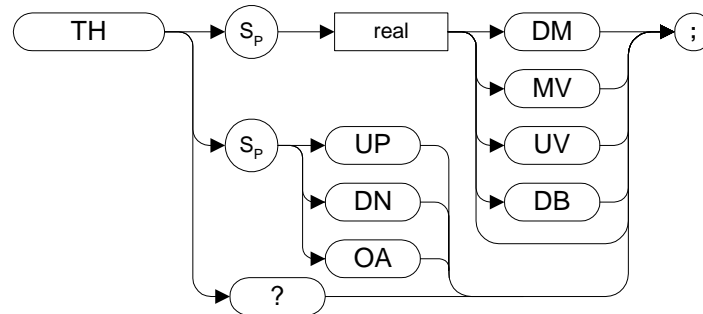 TH SP real DM ;
MV
SP UP UV
DN DB
OA
?